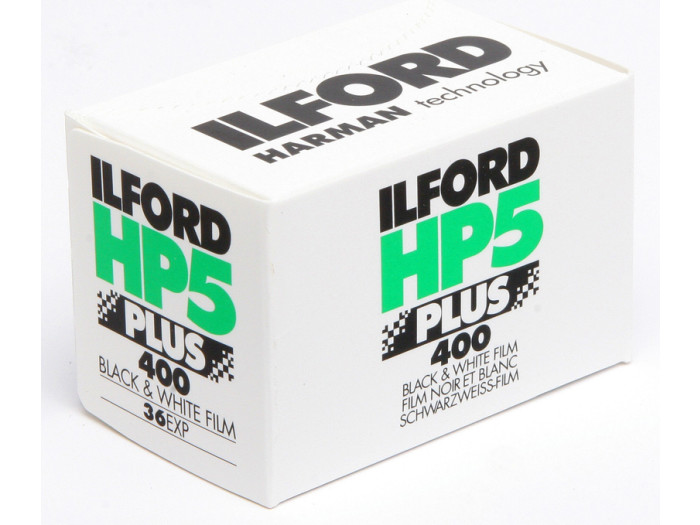 ILFORD
HARMAN technology
ILFORD
HP5
PLUS
400
BLACK & WHITE FILM
36EXP
ILFORD
HP5
PLUS
400
BLACK & WHITE FILM
FILM NOIR ET BLANC
SCHWARZWEISS-FILM